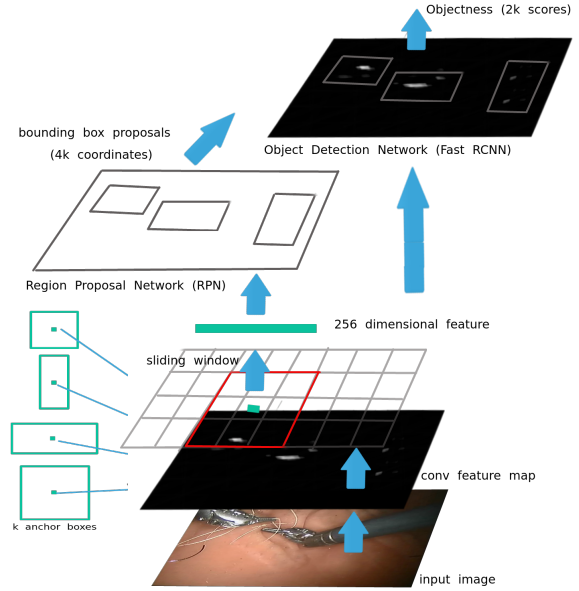 Objectness (2k scores)
bounding box proposals
(4k coordinates)
Object Detection Network (Fast RCNN)
Region Proposal Network (RPN)
256 dimensional feature
sliding window
conv feature map
k anchor boxes
input image